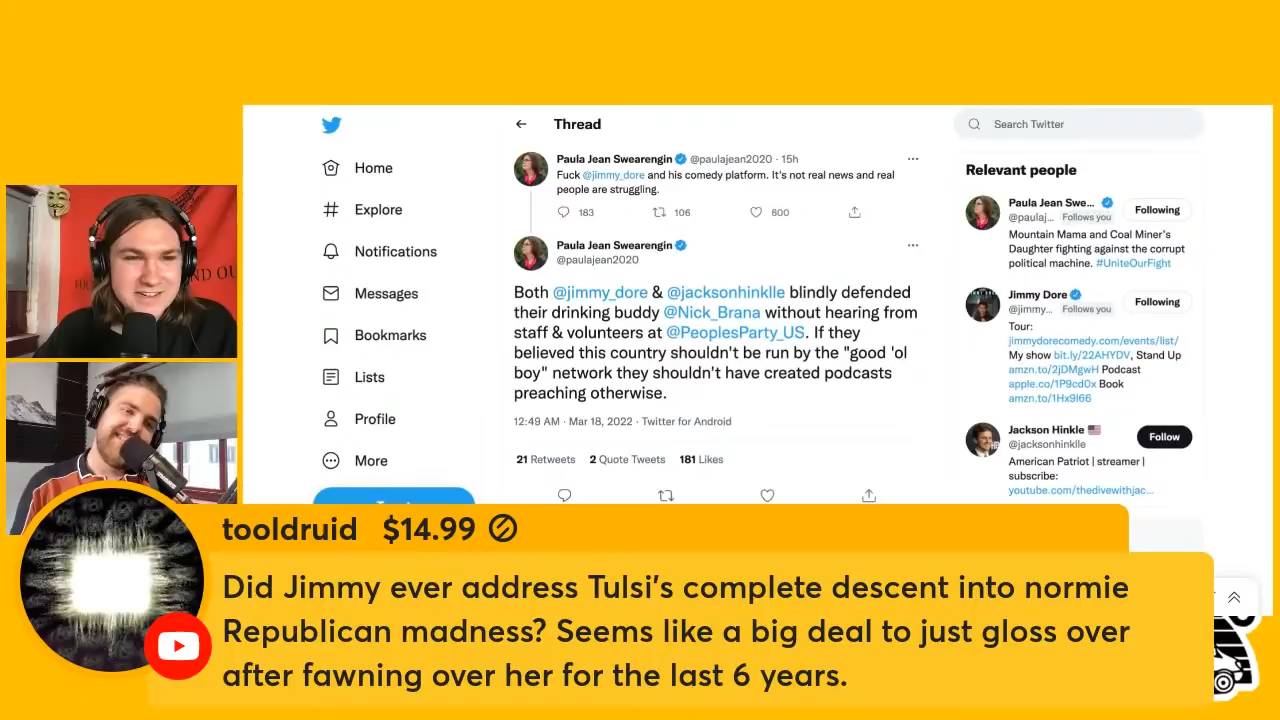 Home
Explore
Notifications
Messages
Bookmarks
Lists
Profile
More
Thread
Paula Jean Swearengin @paulajean2020 · 15h
Fuck @jimmy_dore and his comedy platform. It's not real news and real
people are struggling.
183 106 600
Paula Jean Swearengin
@paulajean2020
Both @jimmy_dore & @jacksonhinklle blindly defended
their drinking buddy @Nick_Brana without hearing from
staff & volunteers at @PeoplesParty_US. If they
believed this country shouldn't be run by the "good 'ol
boy" network they shouldn't have created podcasts
preaching otherwise.
12:49 AM · Mar 18, 2022 · Twitter for Android
21 Retweets 2 Quote Tweets 181 Likes
Search Twitter
Relevant people
Paula Jean Swe...
@paulaj... Follows you
Following
Mountain Mama and Coal Miner's
Daughter fighting against the corrupt
political machine. #UniteOurFight
Jimmy Dore
@jimmy... Follows you
Following
Tour:
jimmydorecomedy.com/events/list/
My show bit.ly/22AHYDV, Stand Up
amzn.to/2jDMgwH Podcast
apple.co/1P9cd0x Book
amzn.to/1Hx9I66
Jackson Hinkle
@jacksonhinklle
Follow
American Patriot | streamer |
subscribe:
youtube.com/thedivewithjac...
tooldruid $14.99
Did Jimmy ever address Tulsi's complete descent into normie
Republican madness? Seems like a big deal to just gloss over
after fawning over her for the last 6 years.